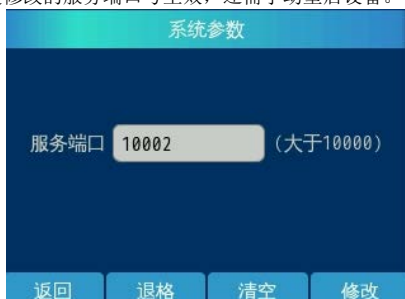 修改的服务端口号生效，还需手动重启设备。
系统参数
服务端口 10002 （大于10000）
返回 退格 清空 修改